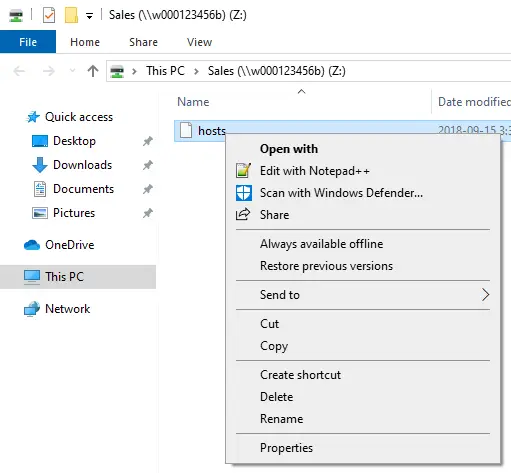 Sales (\\w000123456b) (Z:)
File Home Share View
This PC > Sales (\\w000123456b) (Z:)
Name Date modified
Quick access
Desktop
Downloads
Documents
Pictures
OneDrive
This PC
Network
hosts 2018-09-15 3:3
Open with
Edit with Notepad++
Scan with Windows Defender...
Share
Always available offline
Restore previous versions
Send to
Cut
Copy
Create shortcut
Delete
Rename
Properties